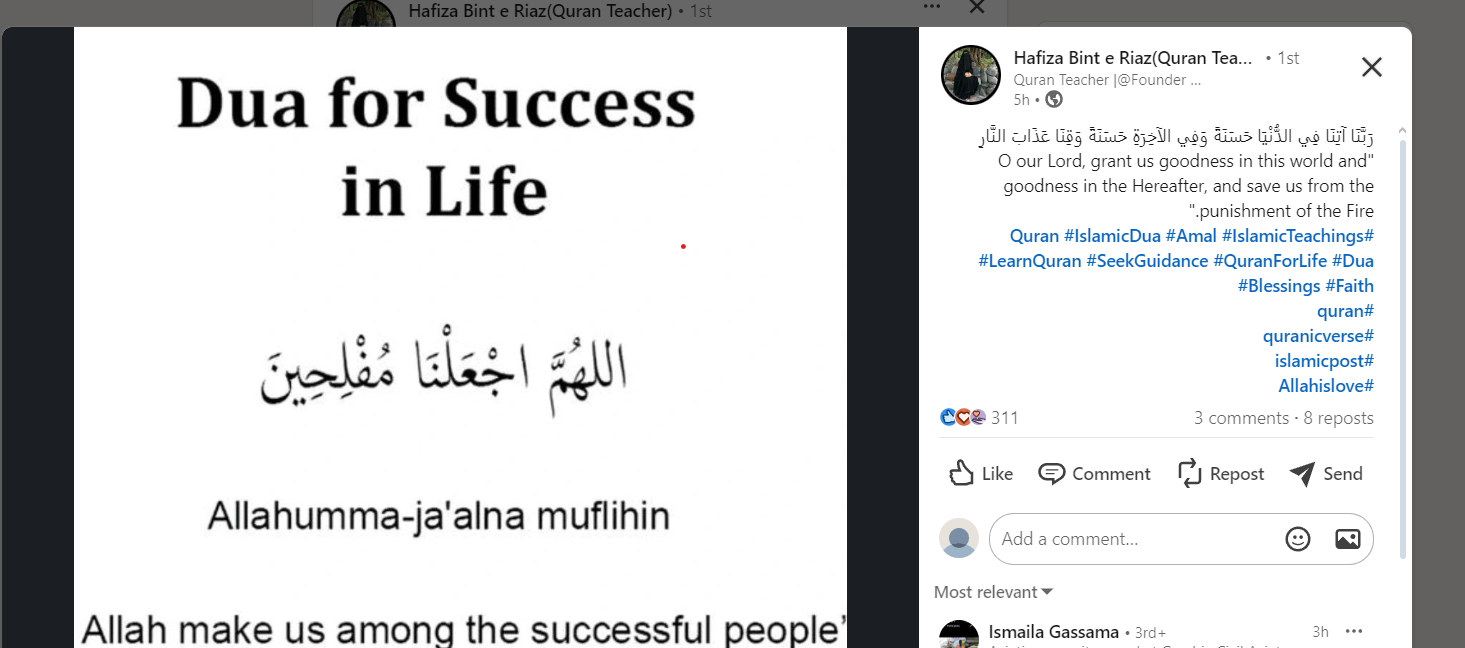 Hafiza Bint e Riaz(Quran Teacher) • 1st
Dua for Success
in Life
اللهُمَّ اجْعَلْنَا مُفْلِحِينَ
Allahumma-ja'alna muflihin
Allah make us among the successful people’
Hafiza Bint e Riaz(Quran Tea... • 1st
Quran Teacher |@Founder ...
5h •
رَبَّنَا آتِنَا فِي الدُّنْيَا حَسَنَةً وَفِي الآخِرَةِ حَسَنَةً وَقِنَا عَذَابَ النَّارِ
O our Lord, grant us goodness in this world and"
goodness in the Hereafter, and save us from the
".punishment of the Fire
Quran #IslamicDua #Amal #IslamicTeachings#
#LearnQuran #SeekGuidance #QuranForLife #Dua
#Blessings #Faith
quran#
quranicverse#
islamicpost#
Allahislove#
311 3 comments · 8 reposts
Like Comment Repost Send
Add a comment...
Most relevant
Ismaila Gassama • 3rd+ 3h